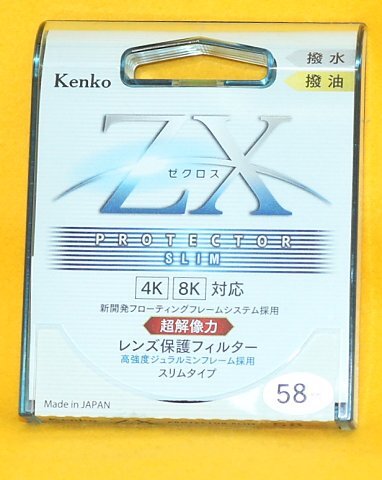 Kenko
撥水
撥油
ZX
ゼクロス
PROTECTOR
SLIM
4K 8K 対応
新開発フローティングフレームシステム採用
超解像力
レンズ保護フィルター
高強度ジュラルミンフレーム採用
スリムタイプ
58
Made in JAPAN
Kenko ZX